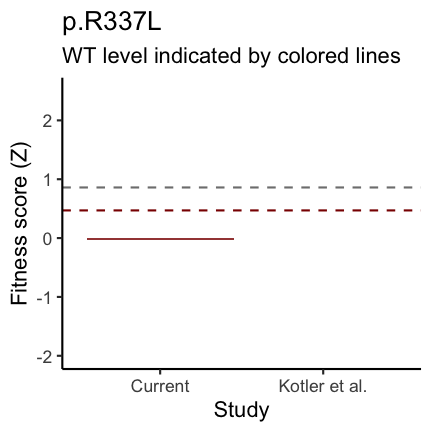 p.R337L
WT level indicated by colored lines
Fitness score (Z)
2
1
0
-1
-2
Current
Kotler et al.
Study